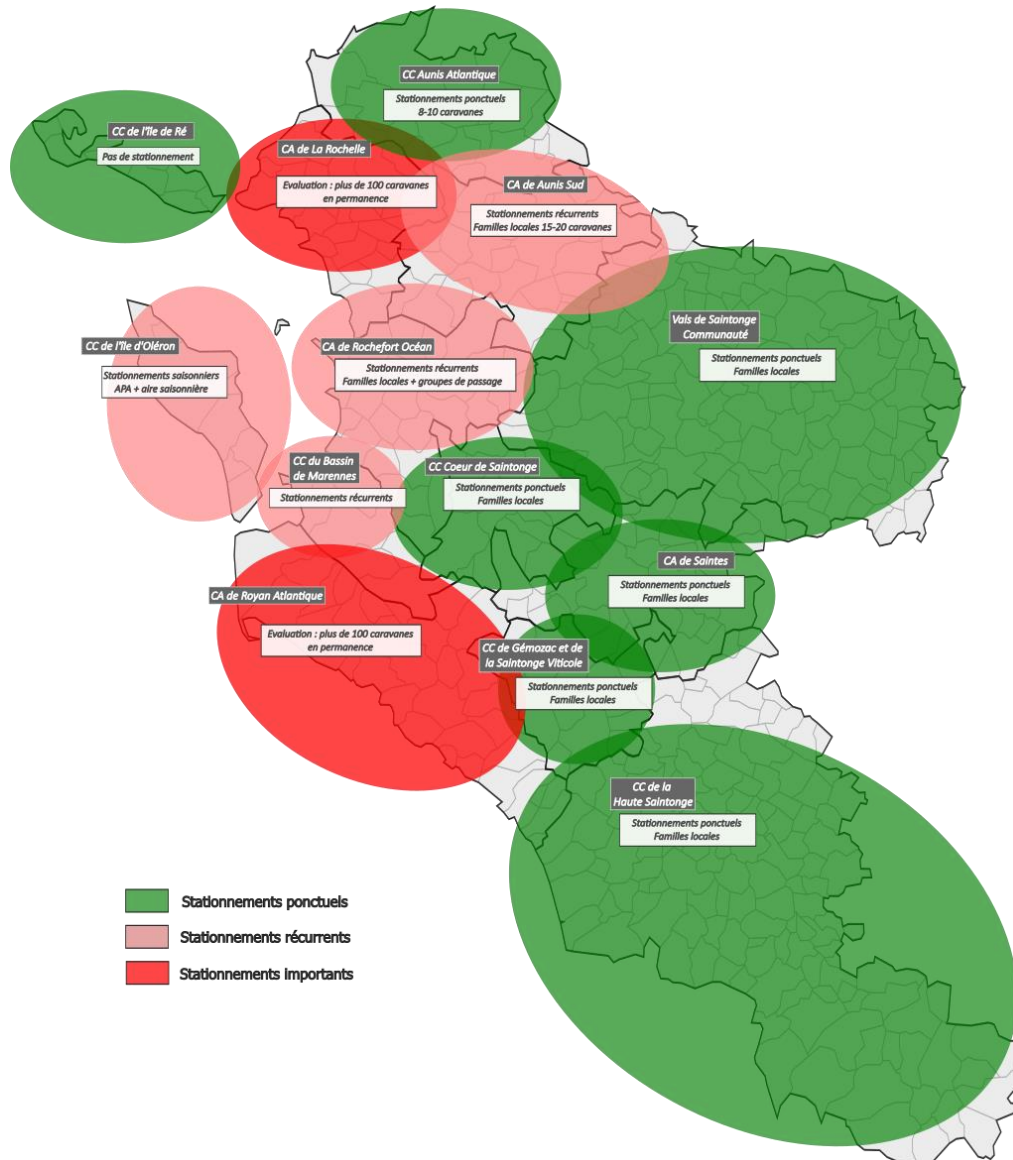 CC Aunis Atlantique
Stationnements ponctuels
8-10 caravanes
CC de l'île de Ré
Pas de stationnement
CA de La Rochelle
Evaluation : plus de 100 caravanes
en permanence
CA de Aunis Sud
Stationnements récurrents
Familles locales 15-20 caravanes
Vals de Saintonge
Communauté
Stationnements ponctuels
Familles locales
CC de l'île d'Oléron
Stationnements saisonniers
APA + aire saisonnière
CA de Rochefort Océan
Stationnements récurrents
Familles locales + groupes de passage
CC du Bassin
de Marennes
Stationnements récurrents
CC Coeur de Saintonge
Stationnements ponctuels
Familles locales
CA de Saintes
Stationnements ponctuels
Familles locales
CA de Royan Atlantique
Evaluation : plus de 100 caravanes
en permanence
CC de Gémozac et de
la Saintonge Viticole
Stationnements ponctuels
Familles locales
CC de la
Haute Saintonge
Stationnements ponctuels
Familles locales
Stationnements ponctuels
Stationnements récurrents
Stationnements importants